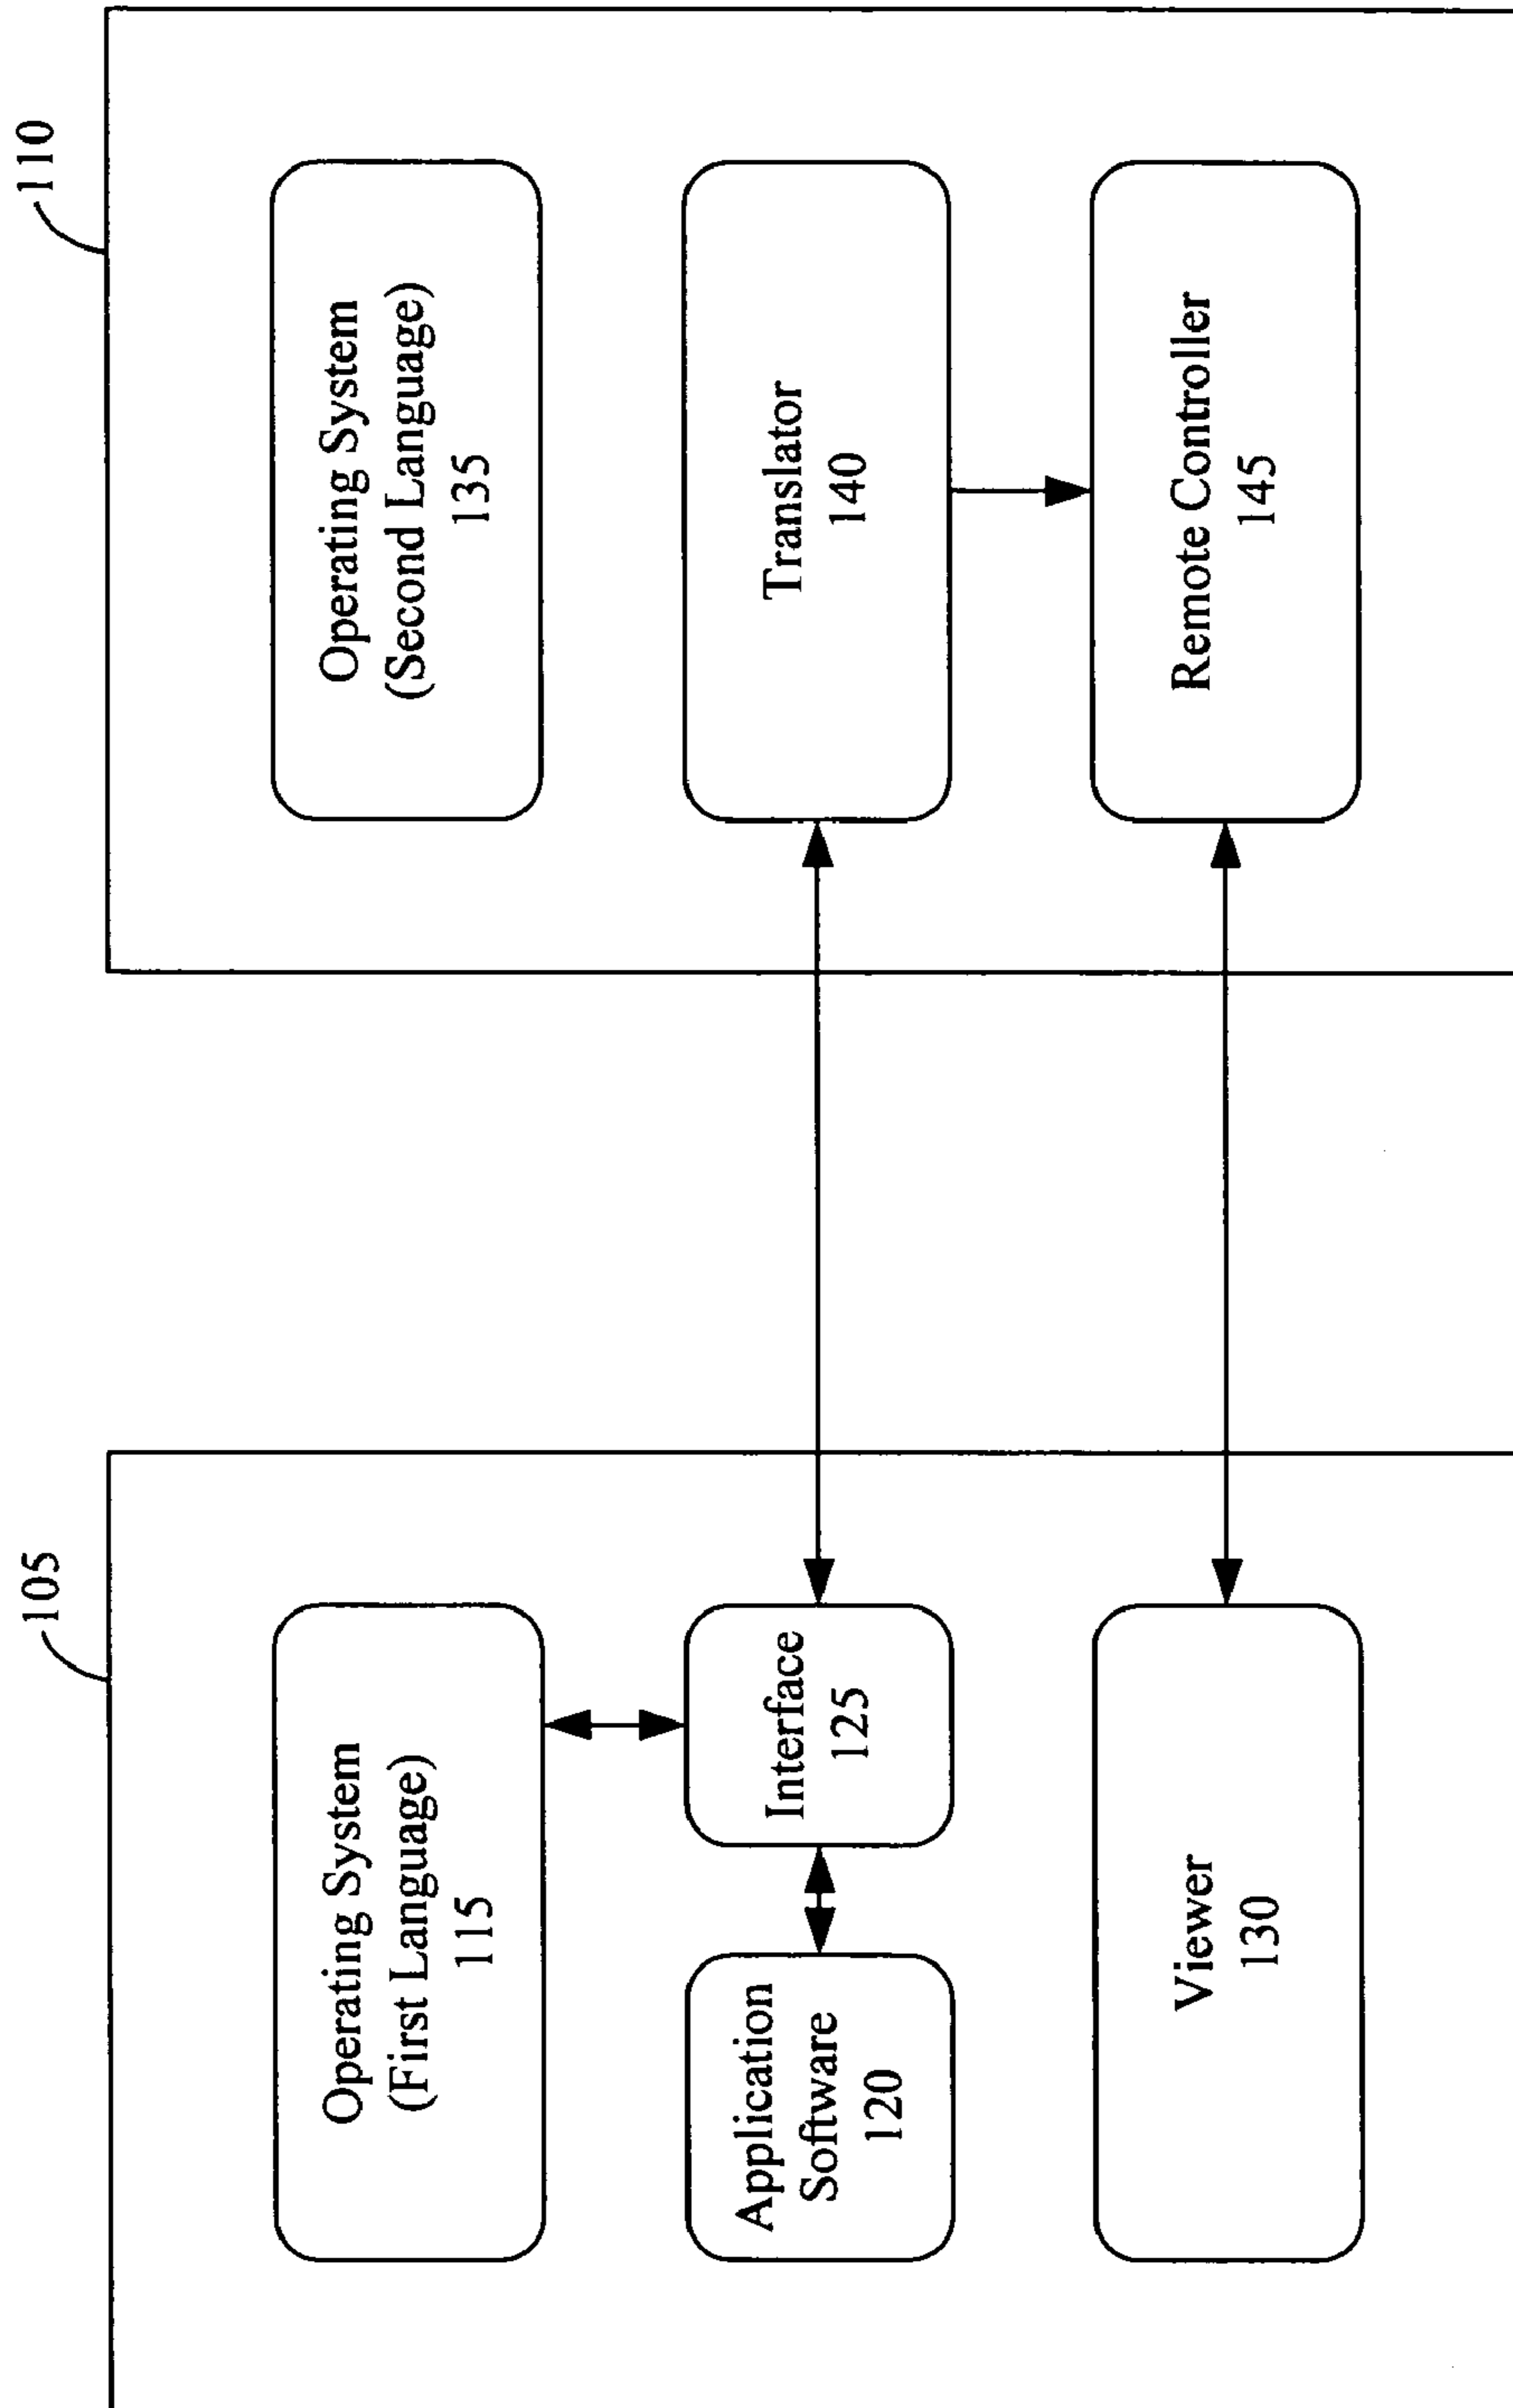 105
Operating System
(First Language)
115
Application
Software
120
Interface
125
Viewer
130
110
Operating System
(Second Language)
135
Translator
140
Remote Controller
145